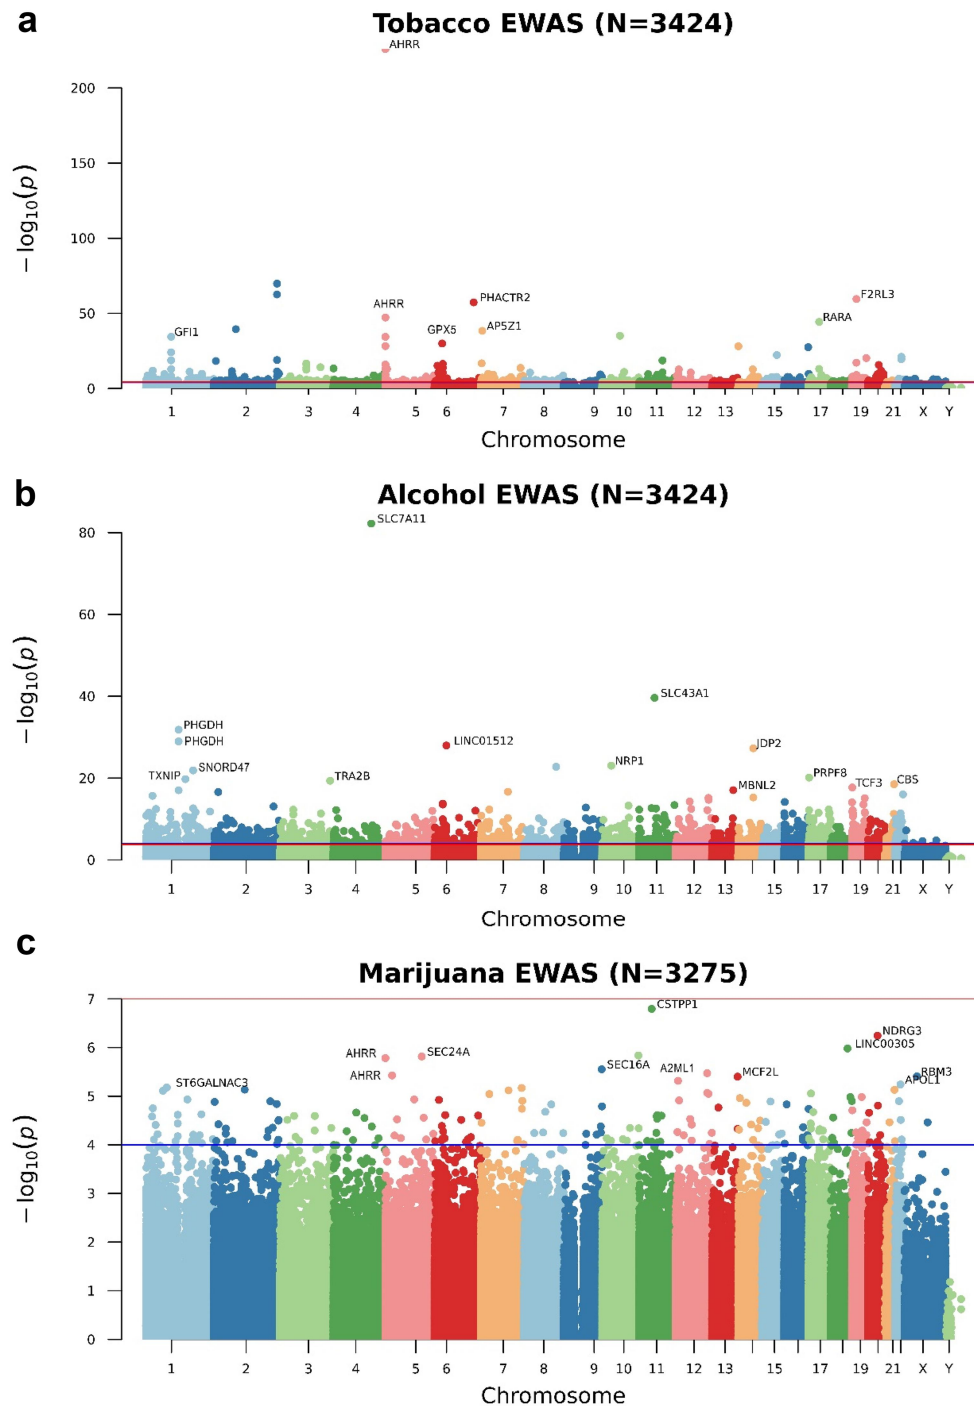 a
Tobacco EWAS (N=3424)
AHRR
200
150
100
50
0
−log10(p)
PHACTR2
F2RL3
AHRR
RARA
GFI1
GPX5
AP5Z1
1 2 3 4 5 6 7 8 9 10 11 12 13 15 17 19 21 X Y
Chromosome
b
Alcohol EWAS (N=3424)
SLC7A11
80
60
40
20
0
−log10(p)
SLC43A1
PHGDH
PHGDH
LINC01512
JDP2
NRP1
SNORD47
TXNIP
TRA2B
PRPF8
MBNL2
TCF3
CBS
1 2 3 4 5 6 7 8 9 10 11 12 13 15 17 19 21 X Y
Chromosome
c
Marijuana EWAS (N=3275)
7
6
5
4
3
2
1
0
−log10(p)
CSTPP1
NDRG3
LINC00305
AHRR
SEC24A
SEC16A
A2ML1
AHRR
MCF2L
RBM3
APOL1
ST6GALNAC3
1 2 3 4 5 6 7 8 9 10 11 12 13 15 17 19 21 X Y
Chromosome